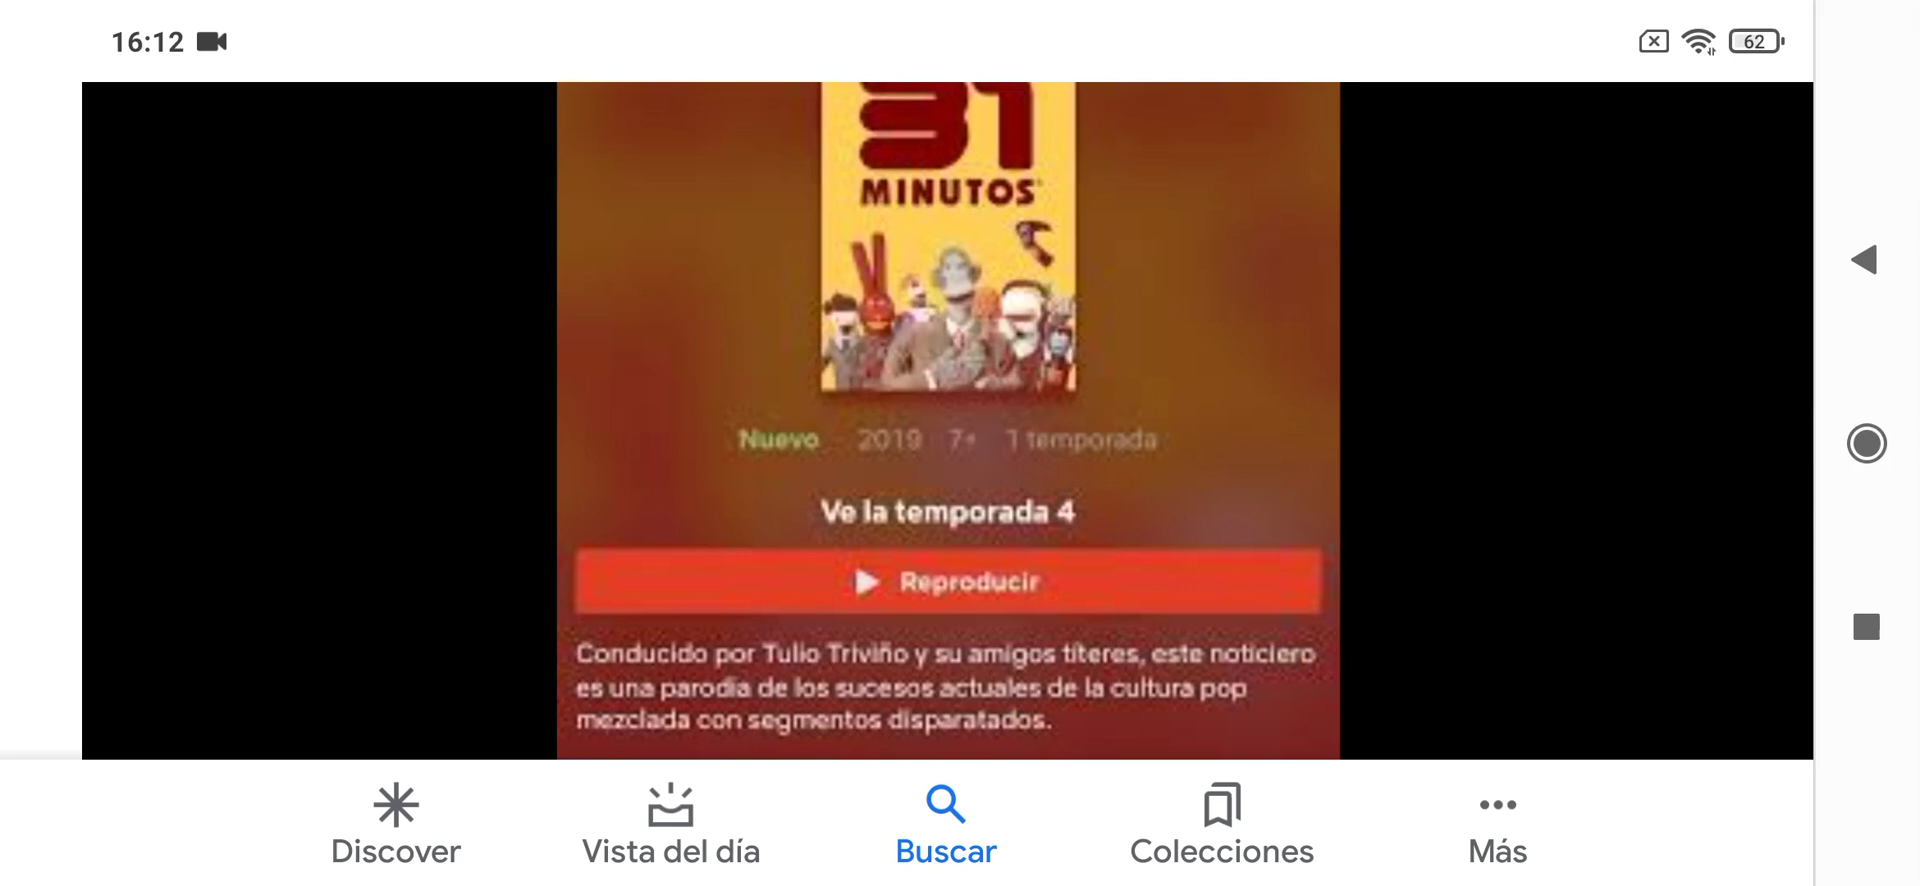 16:12
62
31
MINUTOS
Nuevo 2019 7+ 1 temporada
Ve la temporada 4
Reproducir
Conducido por Tulio Triviño y su amigos títeres, este noticiero
es una parodia de los sucesos actuales de la cultura pop
mezclada con segmentos disparatados.
Discover Vista del día Buscar Colecciones Más